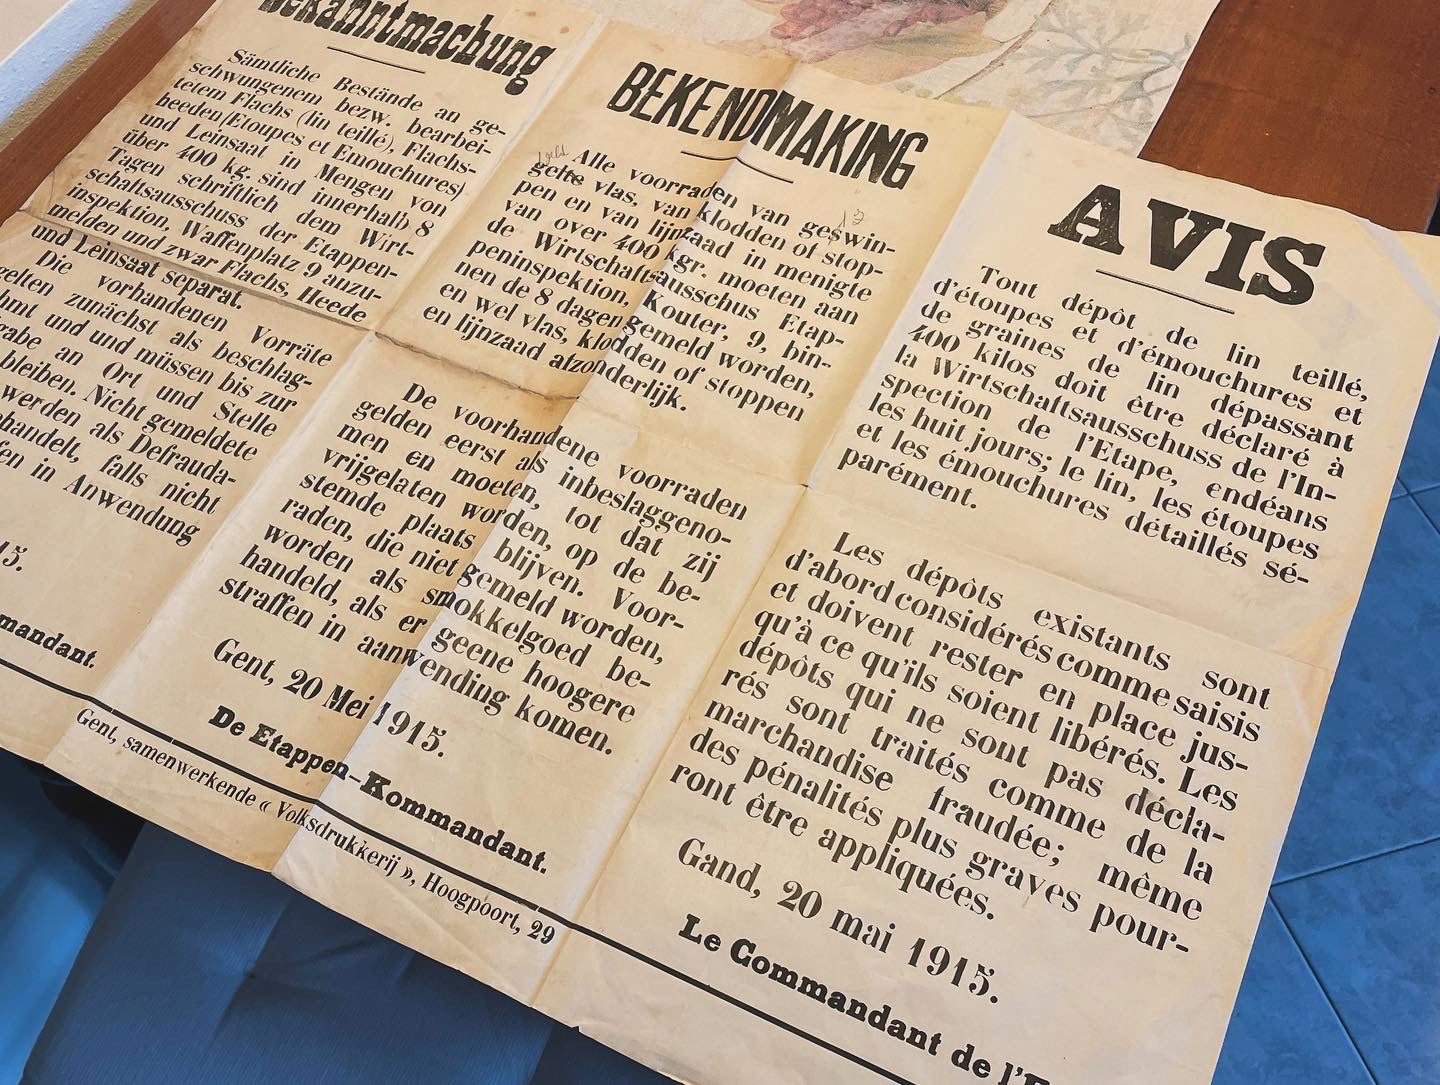 Bekanntmachung
Sämtliche Bestände an ge-
schwungenem bezw. bearbei-
tetem Flachs (lin teillé), Flachs-
heeden (Etoupes et Emouchures)
und Leinsaat in Mengen von
über 400 kg. sind innerhalb 8
Tagen schriftlich dem Wirt-
schaftsausschuss der Etappen-
inspektion, Waffenplatz 9 anzu-
melden und zwar Flachs, Heede
und Leinsaat separat.
Die vorhandenen Vorräte
gelten zunächst als beschlag-
und und müssen bis zur
an Ort und Stelle
bleiben. Nicht gemeldete
werden als Defrauda-
falls nicht
in Anwendung
15.
BEKENDMAKING
Alle voorraden van geswin-
gelte vlas, van klodden of stop-
pen en van lijnzaad in menigte
van over 400 kgr. moeten aan
de Wirtschaftsausschus Etap-
peninspektion, Kouter, 9, bin-
nen de 8 dagen gemeld worden,
en wel vlas, klodden of stoppen
en lijnzaad atzonderlijk.
De voorhandene voorraden
gelden eerst als inbeslaggeno-
men en moeten, tot dat zij
vrijgelaten worden, op de be-
stemde plaats blijven. Voor-
raden, die niet gemeld worden,
worden als smokkelgoed be-
handeld, als er geene hoogere
straffen in aanwending komen.
Gent, 20 Mei 1915.
De Etappen-Kommandant.
Gent, samenwerkende « Volksdrukkerij », Hoogpoort, 29
AVIS
Tout dépôt de lin teillé,
d'étoupes et d'émouchures et
de graines de lin dépassant
400 kilos doit être déclaré à
la Wirtschaftsausschuss de l'In-
spection de l'Etape, endéans
les huit jours; le lin, les étoupes
et les émouchures détaillés sé-
parément.
Les dépôts existants sont
d'abord considérés comme saisis
et doivent rester en place jus-
qu'à ce qu'ils soient libérés. Les
dépôts qui ne sont pas décla-
rés sont traités comme de la
marchandise fraudée; même
des pénalités plus graves pour-
ront être appliquées.
Gand, 20 mai 1915.
Le Commandant de